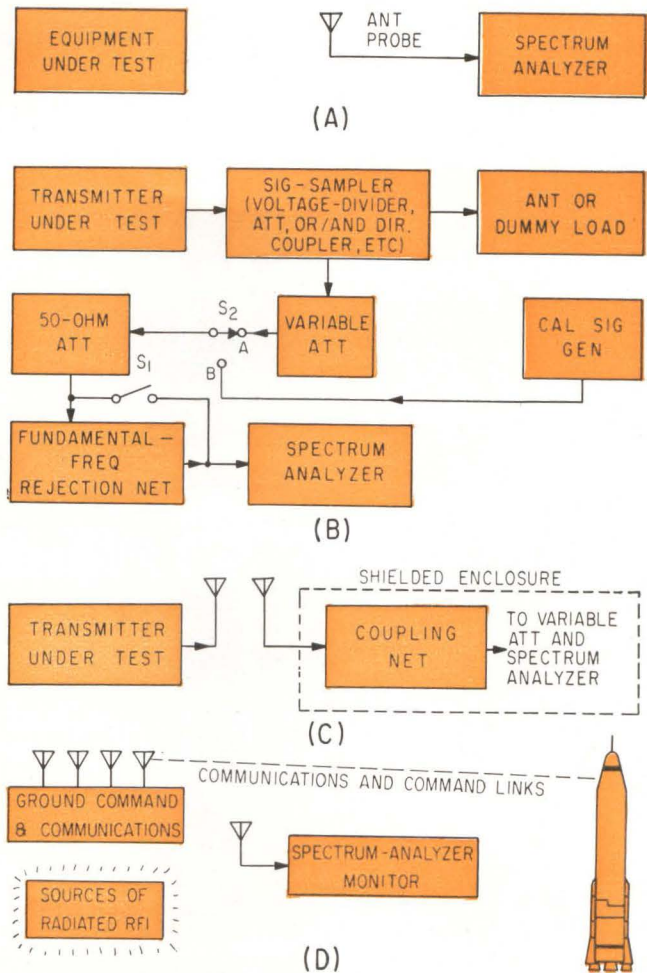 EQUIPMENT
UNDER TEST
ANT
PROBE
SPECTRUM
ANALYZER
(A)
TRANSMITTER
UNDER TEST
SIG-SAMPLER
(VOLTAGE-DIVIDER,
ATT, OR/AND DIR.
COUPLER, ETC)
ANT OR
DUMMY LOAD
50-OHM
ATT
S2
A
VARIABLE
ATT
CAL SIG
GEN
S1
B
FUNDAMENTAL-
FREQ
REJECTION NET
SPECTRUM
ANALYZER
(B)
TRANSMITTER
UNDER TEST
SHIELDED ENCLOSURE
COUPLING
NET
TO VARIABLE
ATT AND
SPECTRUM
ANALYZER
(C)
COMMUNICATIONS AND COMMAND LINKS
GROUND COMMAND
& COMMUNICATIONS
SPECTRUM-ANALYZER
MONITOR
SOURCES OF
RADIATED RFI
(D)